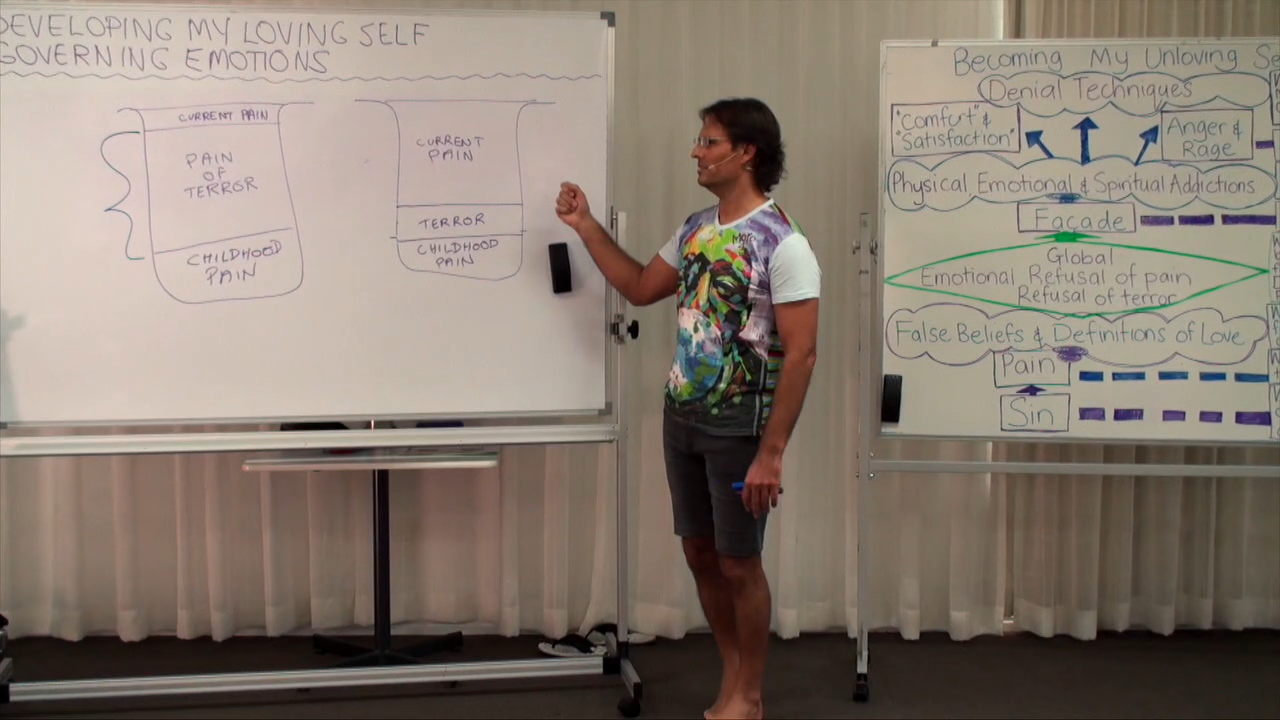 DEVELOPING MY LOVING SELF
GOVERNING EMOTIONS
CURRENT PAIN
PAIN
OF
TERROR
CHILDHOOD
PAIN
CURRENT
PAIN
TERROR
CHILDHOOD
PAIN
Becoming My Unloving Se
Denial Techniques
"Comfort" &
"Satisfaction"
Anger &
Rage
Physical, Emotional & Spiritual Addictions
Façade
Global
Emotional Refusal of pain
Refusal of terror
False Beliefs & Definitions of Love
Pain
Sin